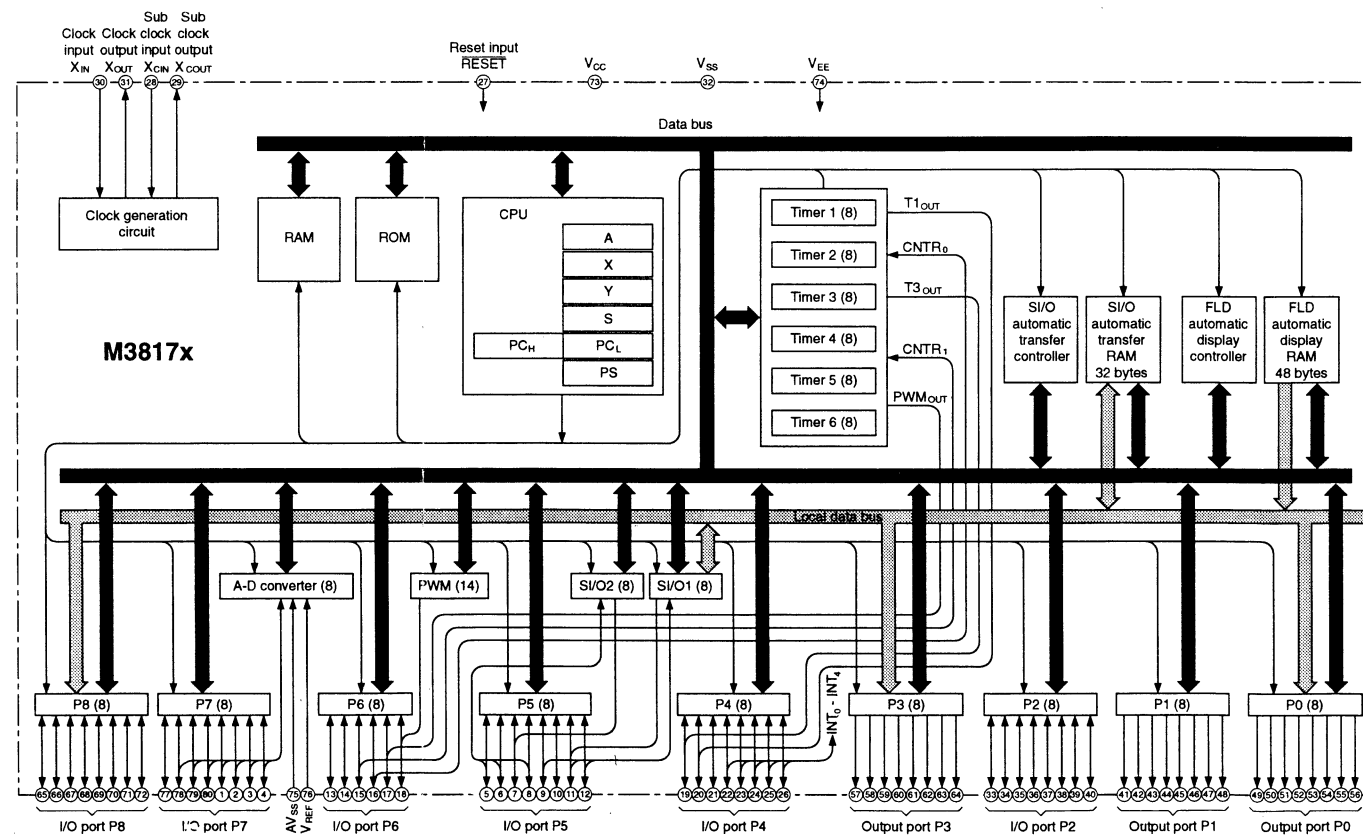 Clock input XIN
Clock output XOUT
Sub clock input XCIN
Sub clock output XCOUT
30 31 28 29
Reset input
RESET
27
VCC
73
VSS
32
VEE
74
Data bus
Clock generation
circuit
RAM
ROM
CPU
A
X
Y
S
PCH
PCL
PS
M3817x
Timer 1 (8)
Timer 2 (8)
Timer 3 (8)
Timer 4 (8)
Timer 5 (8)
Timer 6 (8)
T1OUT
CNTR0
T3OUT
CNTR1
PWMOUT
SI/O
automatic
transfer
controller
SI/O
automatic
transfer
RAM
32 bytes
FLD
automatic
display
controller
FLD
automatic
display
RAM
48 bytes
Local data bus
A-D converter (8)
PWM (14)
SI/O2 (8)
SI/O1 (8)
INT0 - INT4
P8 (8)
P7 (8)
P6 (8)
P5 (8)
P4 (8)
P3 (8)
P2 (8)
P1 (8)
P0 (8)
65 66 67 68 69 70 71 72
77 78 79 80 1 2 3 4
75 76
13 14 15 16 17 18
5 6 7 8 9 10 11 12
19 20 21 22 23 24 25 26
57 58 59 60 61 62 63 64
33 34 35 36 37 38 39 40
41 42 43 44 45 46 47 48
49 50 51 52 53 54 55 56
I/O port P8
I/O port P7
AVSS
VREF
I/O port P6
I/O port P5
I/O port P4
Output port P3
I/O port P2
Output port P1
Output port P0